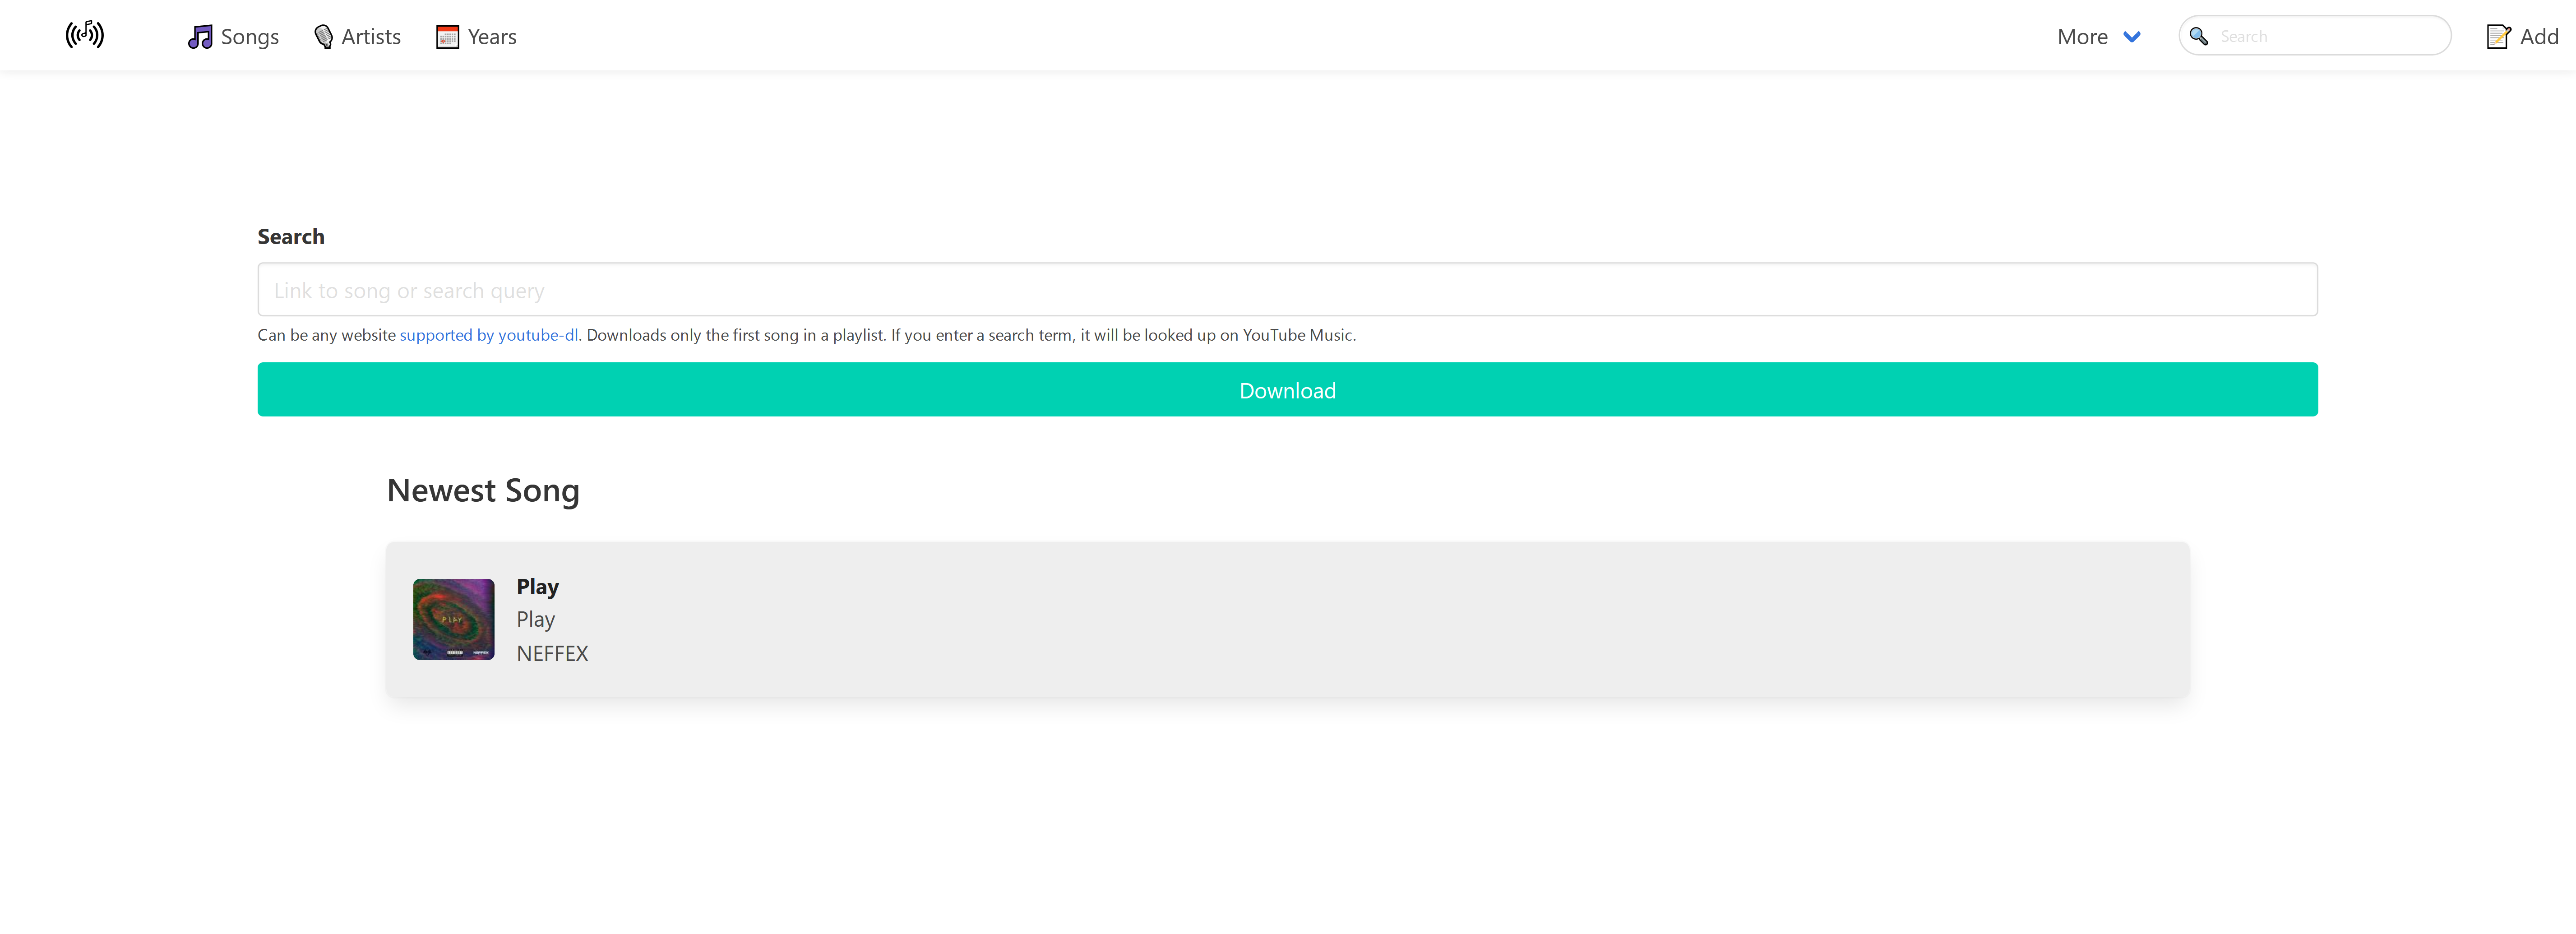 Songs Artists Years More Search Add
Search
Link to song or search query
Can be any website supported by youtube-dl. Downloads only the first song in a playlist. If you enter a search term, it will be looked up on YouTube Music.
Download
Newest Song
Play
PLAY
Play
NEFFEX